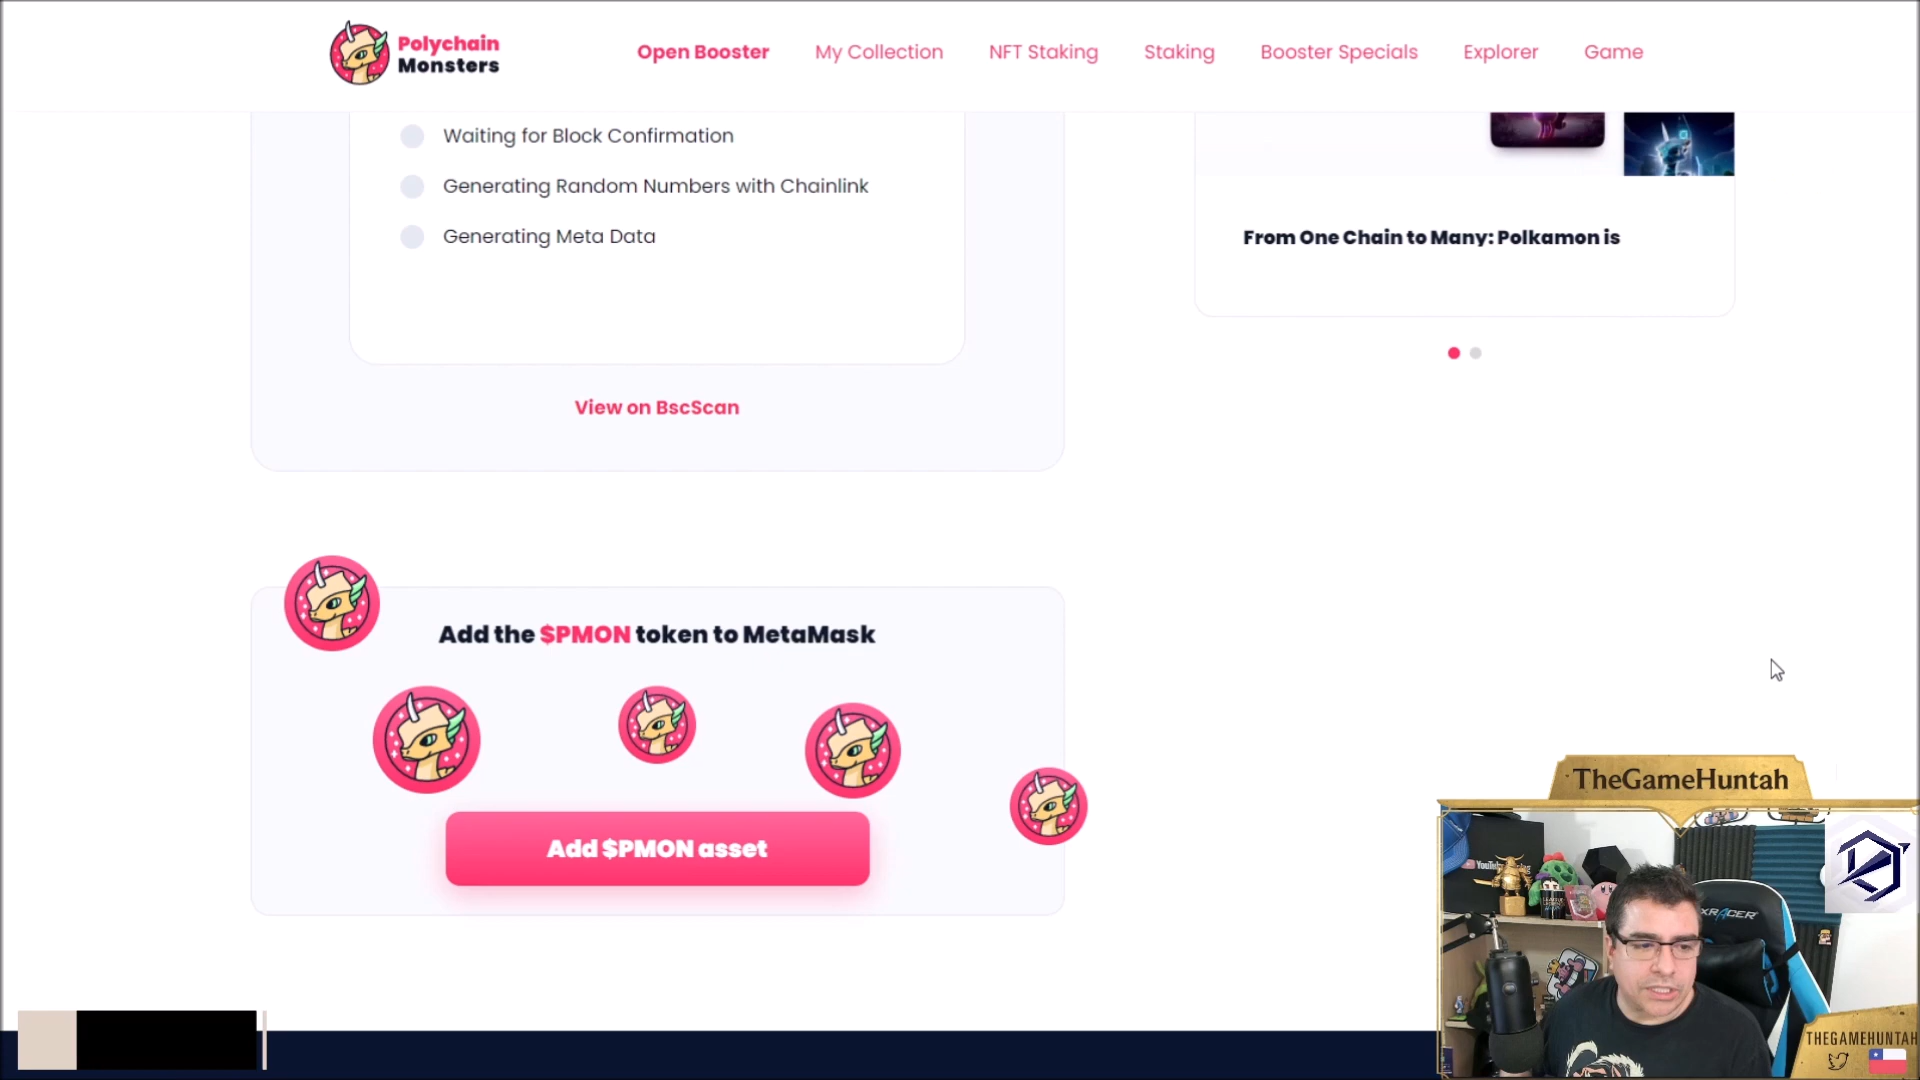 Polychain
Monsters
Open Booster
My Collection
NFT Staking
Staking
Booster Specials
Explorer
Game
Waiting for Block Confirmation
Generating Random Numbers with Chainlink
Generating Meta Data
View on BscScan
From One Chain to Many: Polkamon is
Add the $PMON token to MetaMask
Add $PMON asset
TheGameHuntah
YouTube
THEGAMEHUNTAH